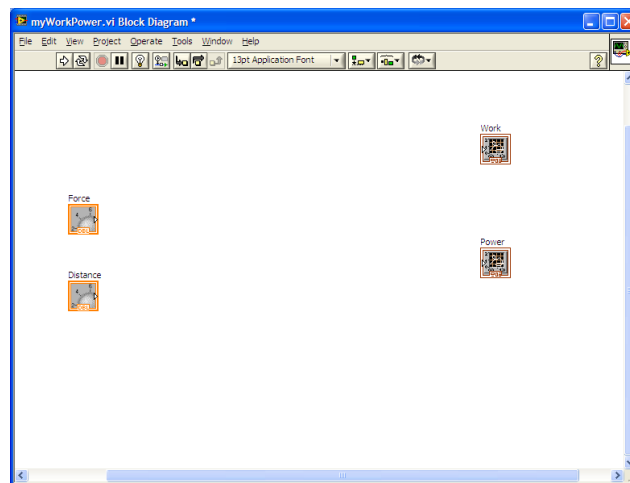 myWorkPower.vi Block Diagram *
File Edit View Project Operate Tools Window Help
13pt Application Font
Work
Force
Power
Distance